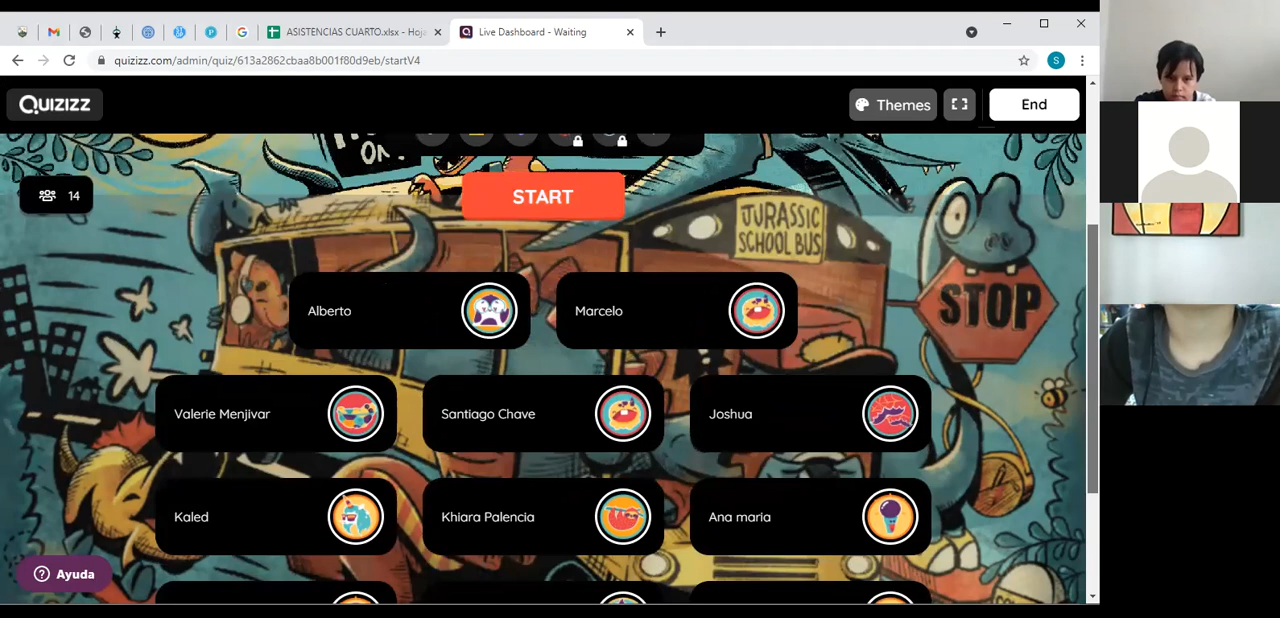 ASISTENCIAS CUARTO.xlsx - Hoja
Live Dashboard - Waiting
quizizz.com/admin/quiz/613a2862cbaa8b001f80d9eb/startV4
S
QUIZIZZ
Themes
End
ON.
14
START
JURASSIC
SCHOOL BUS
STOP
Alberto
Marcelo
Valerie Menjivar
Santiago Chave
Joshua
Kaled
Khiara Palencia
Ana maria
Ayuda